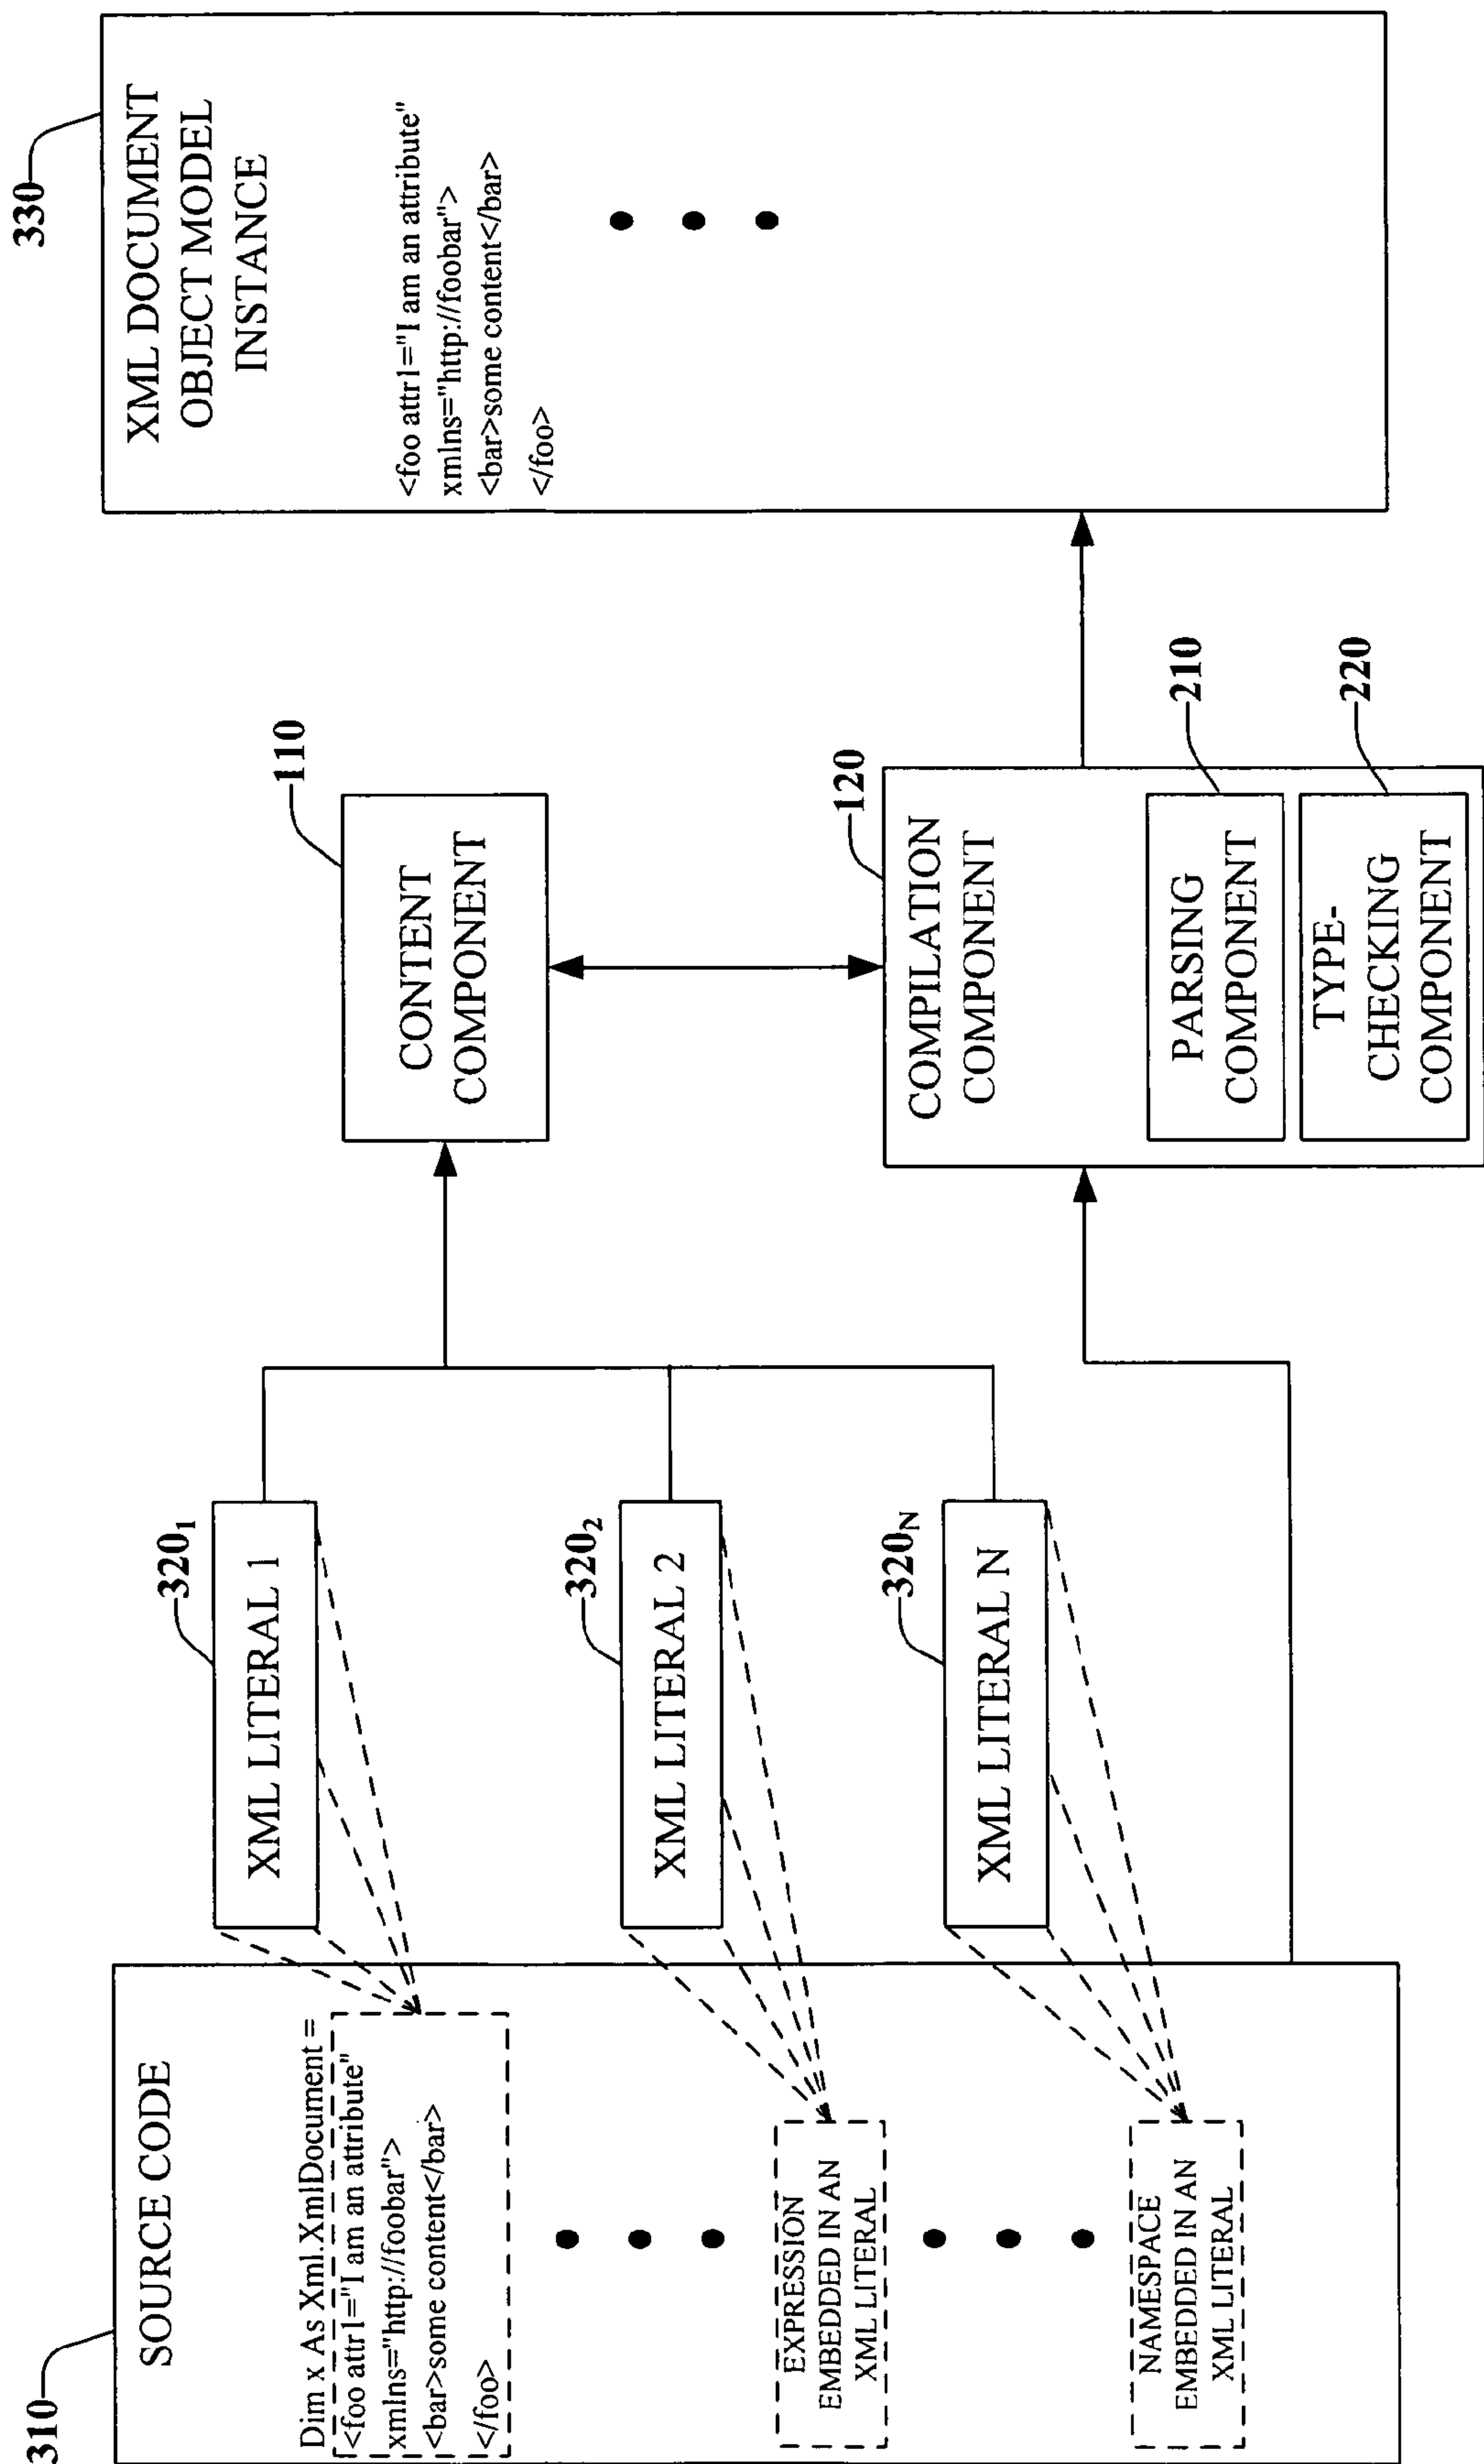 310
SOURCE CODE
Dim x As Xml.XmlDocument =
<foo attr1="I am an attribute"
xmlns="http://foobar">
<bar>some content</bar>
</foo>
EXPRESSION
EMBEDDED IN AN
XML LITERAL
NAMESPACE
EMBEDDED IN AN
XML LITERAL
320₁
XML LITERAL 1
320₂
XML LITERAL 2
320N
XML LITERAL N
110
CONTENT
COMPONENT
120
COMPILATION
COMPONENT
210
PARSING
COMPONENT
220
TYPE-
CHECKING
COMPONENT
330
XML DOCUMENT
OBJECT MODEL
INSTANCE
<foo attr1="I am an attribute"
xmlns="http://foobar">
<bar>some content</bar>
</foo>